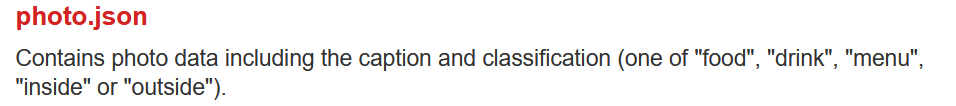 photo.json
Contains photo data including the caption and classification (one of "food", "drink", "menu",
"inside" or "outside").